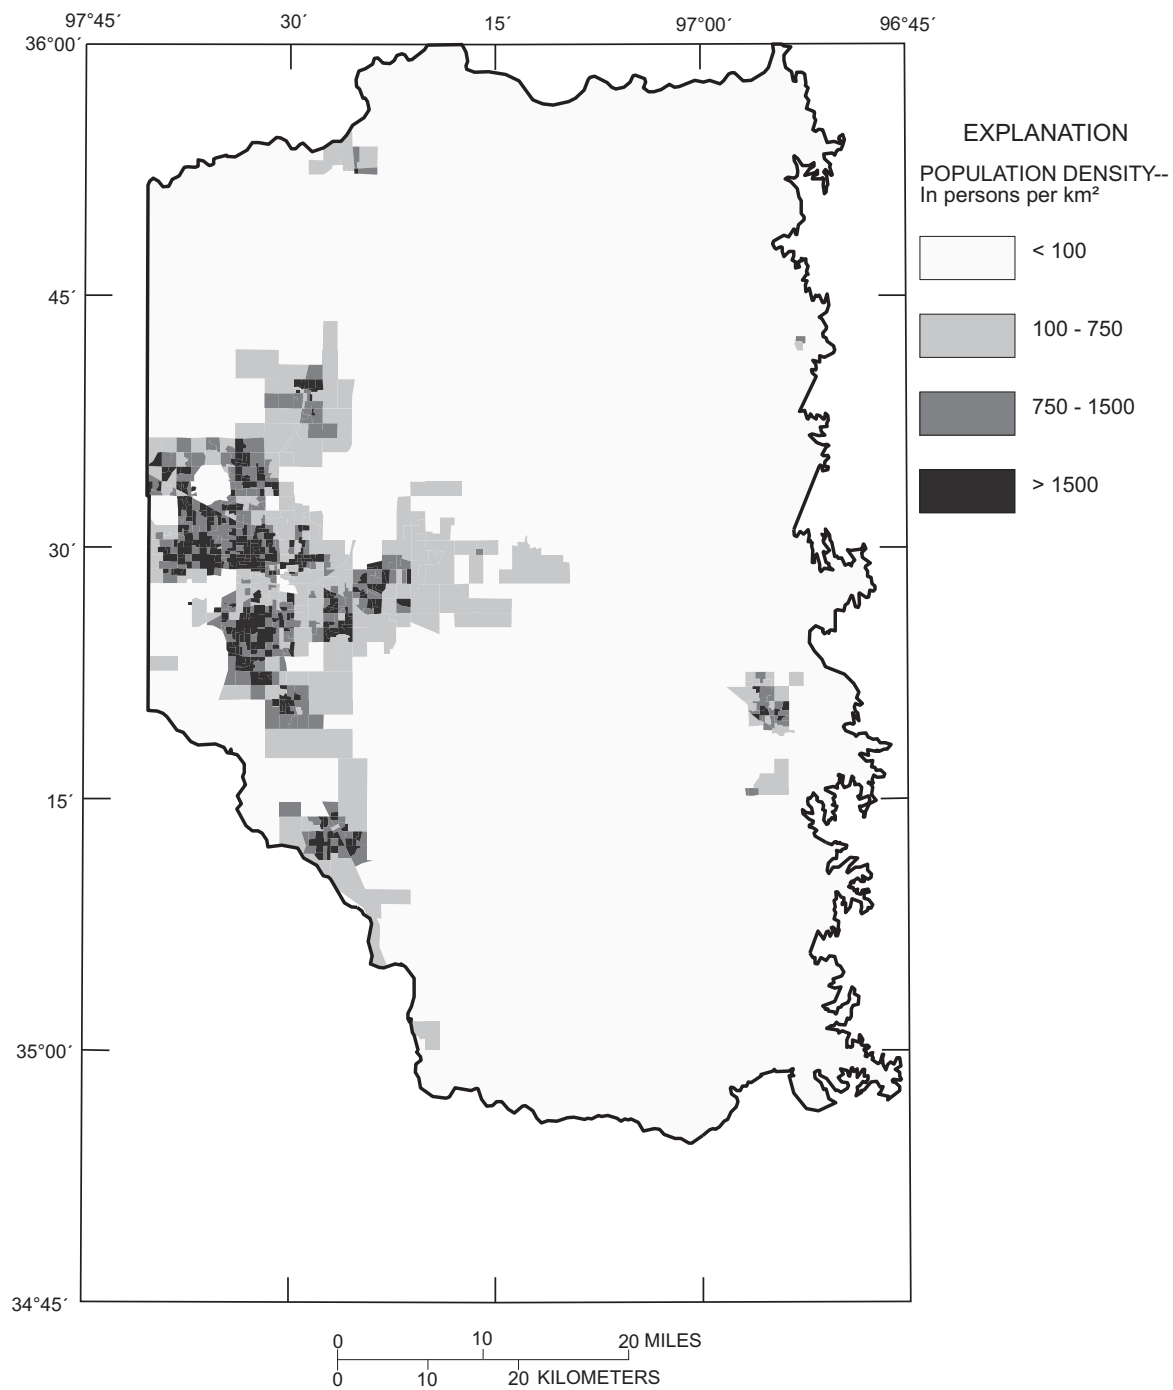 97°45´ 30´ 15´ 97°00´ 96°45´
36°00´
EXPLANATION
POPULATION DENSITY--
In persons per km²
< 100
45´
100 - 750
750 - 1500
> 1500
30´
15´
35°00´
34°45´
0 10 20 MILES
0 10 20 KILOMETERS